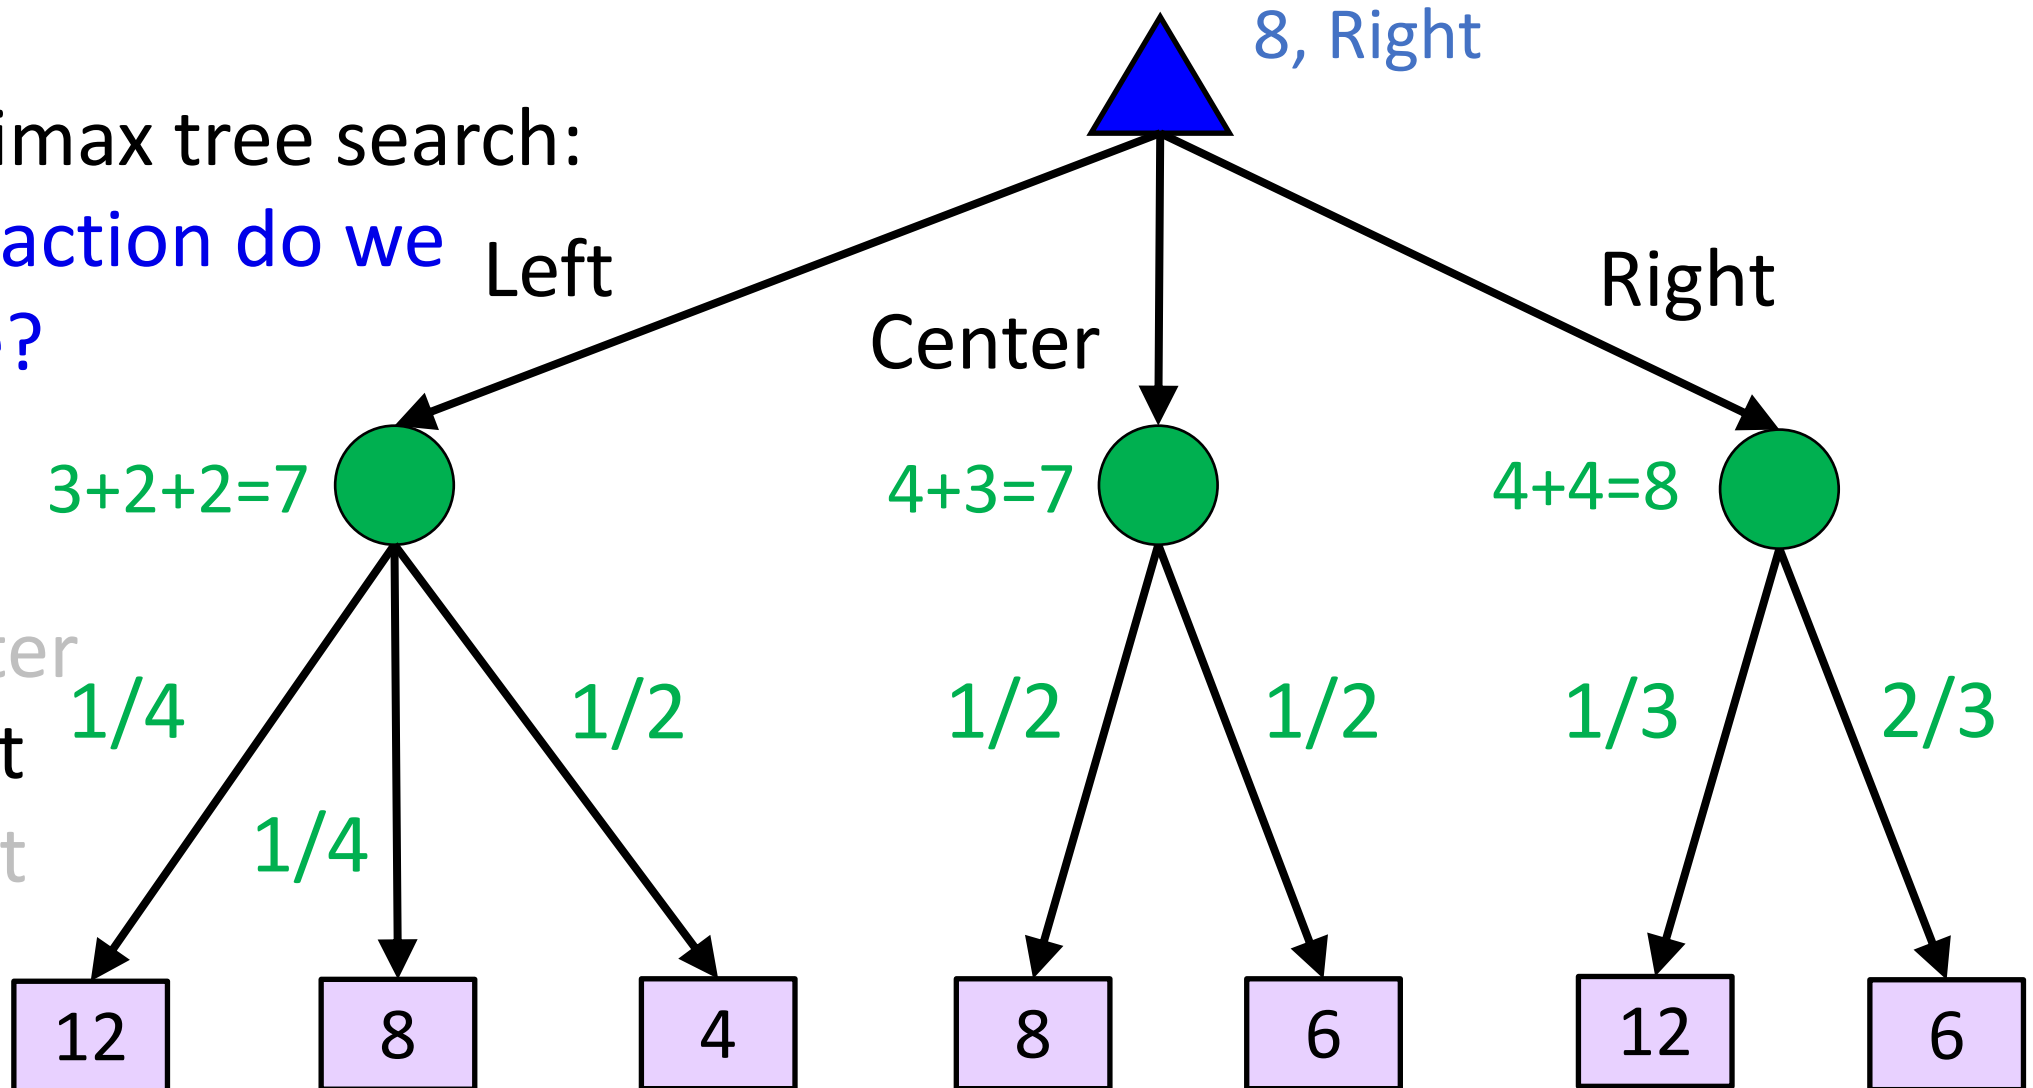 8, Right
imax tree search:
action do we
?
Left
Center
Right
3+2+2=7
4+3=7
4+4=8
ter
t
t
1/4
1/4
1/2
1/2
1/2
1/3
2/3
12
8
4
8
6
12
6